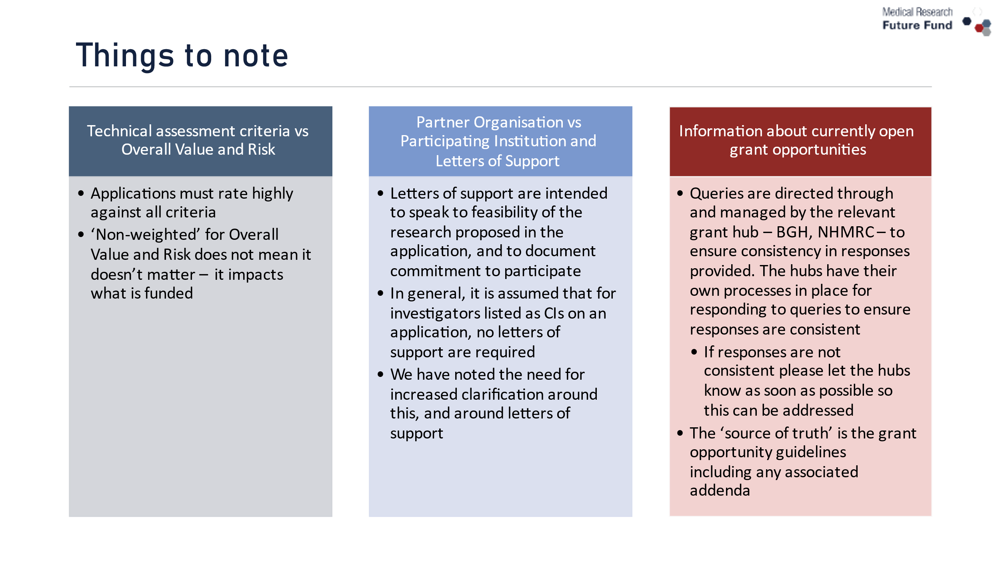 Medical Research
Future Fund
Things to note
Technical assessment criteria vs
Overall Value and Risk
• Applications must rate highly
against all criteria
• ‘Non-weighted’ for Overall
Value and Risk does not mean it
doesn’t matter – it impacts
what is funded
Partner Organisation vs
Participating Institution and
Letters of Support
• Letters of support are intended
to speak to feasibility of the
research proposed in the
application, and to document
commitment to participate
• In general, it is assumed that for
investigators listed as CIs on an
application, no letters of
support are required
• We have noted the need for
increased clarification around
this, and around letters of
support
Information about currently open
grant opportunities
• Queries are directed through
and managed by the relevant
grant hub – BGH, NHMRC – to
ensure consistency in responses
provided. The hubs have their
own processes in place for
responding to queries to ensure
responses are consistent
• If responses are not
consistent please let the hubs
know as soon as possible so
this can be addressed
• The ‘source of truth’ is the grant
opportunity guidelines
including any associated
addenda